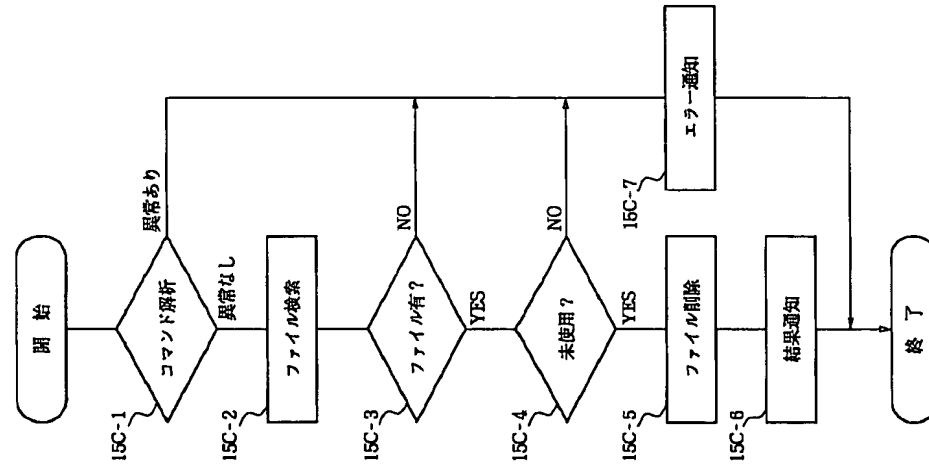 開始
コマンド解析
15C-1
異常あり
異常なし
ファイル検索
15C-2
ファイル有?
15C-3
NO
YES
未使用?
15C-4
NO
YES
ファイル削除
15C-5
エラー通知
15C-7
結果通知
15C-6
終了